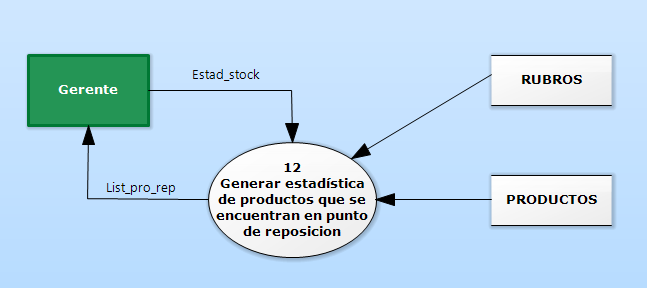 Estad_stock
RUBROS
Gerente
12
Generar estadística
de productos que se
encuentran en punto
de reposicion
List_pro_rep
PRODUCTOS